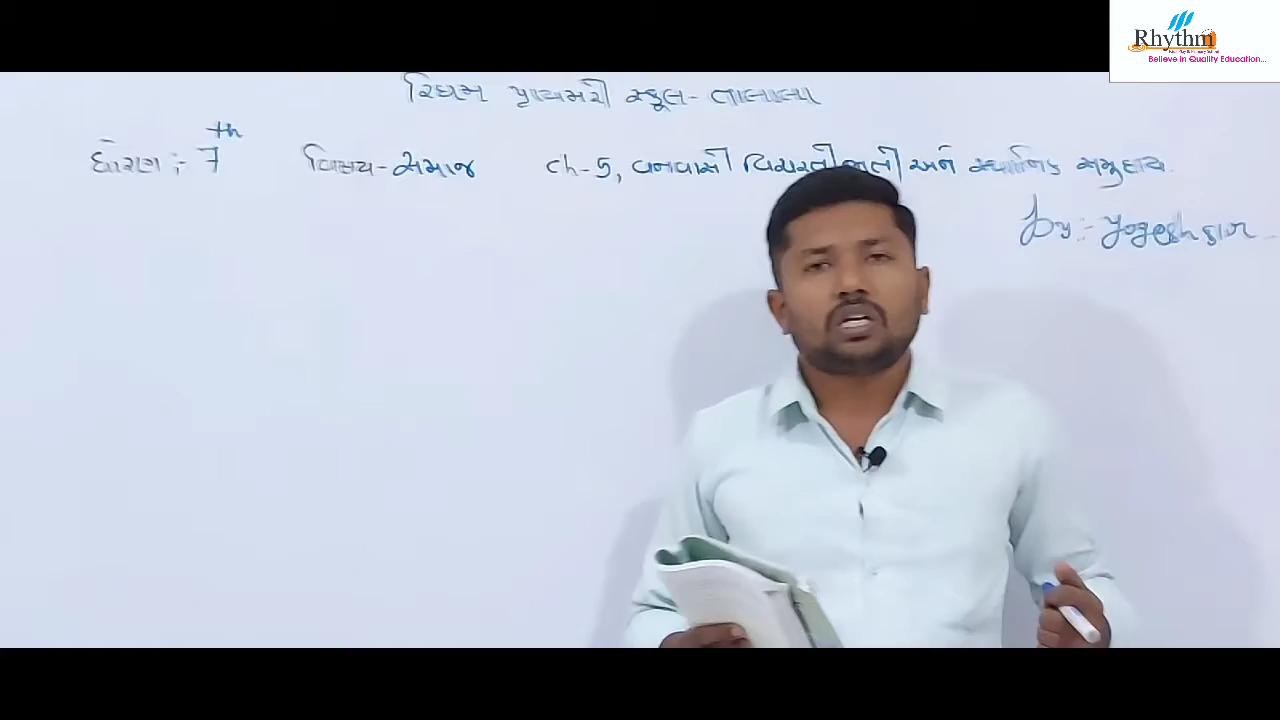 Rhythm
Believe in Quality Education...
રિધમ પ્રાયમરી સ્કૂલ - તાલાલા
ધોરણ :- 7th વિષય - સમાજ ch-5, વનવાસી વિચરતી જાતી અને સ્થાનિક સમુદાય.
by :- yogesh sir